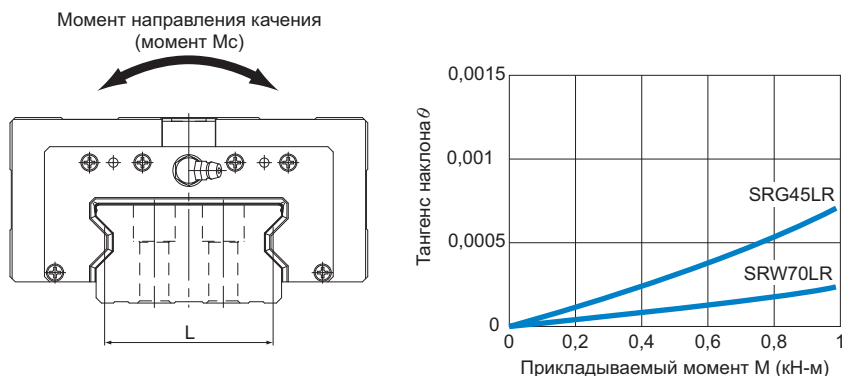 Момент направления качения
(момент Mc)
L
Тангенс наклона θ
0,0015
0,001
0,0005
0
SRG45LR
SRW70LR
0 0,2 0,4 0,6 0,8 1
Прикладываемый момент M (кН-м)